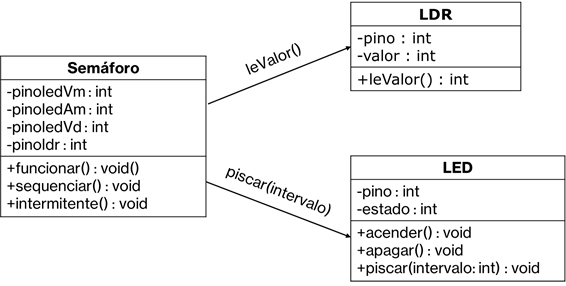 Semáforo
-pinoledVm: int
-pinoledAm: int
-pinoledVd: int
-pinoldr: int
+funcionar(): void()
+sequenciar(): void
+intermitente(): void
leValor()
piscar(intervalo)
LDR
-pino : int
-valor : int
+leValor() : int
LED
-pino: int
-estado: int
+acender(): void
+apagar(): void
+piscar(intervalo: int): void